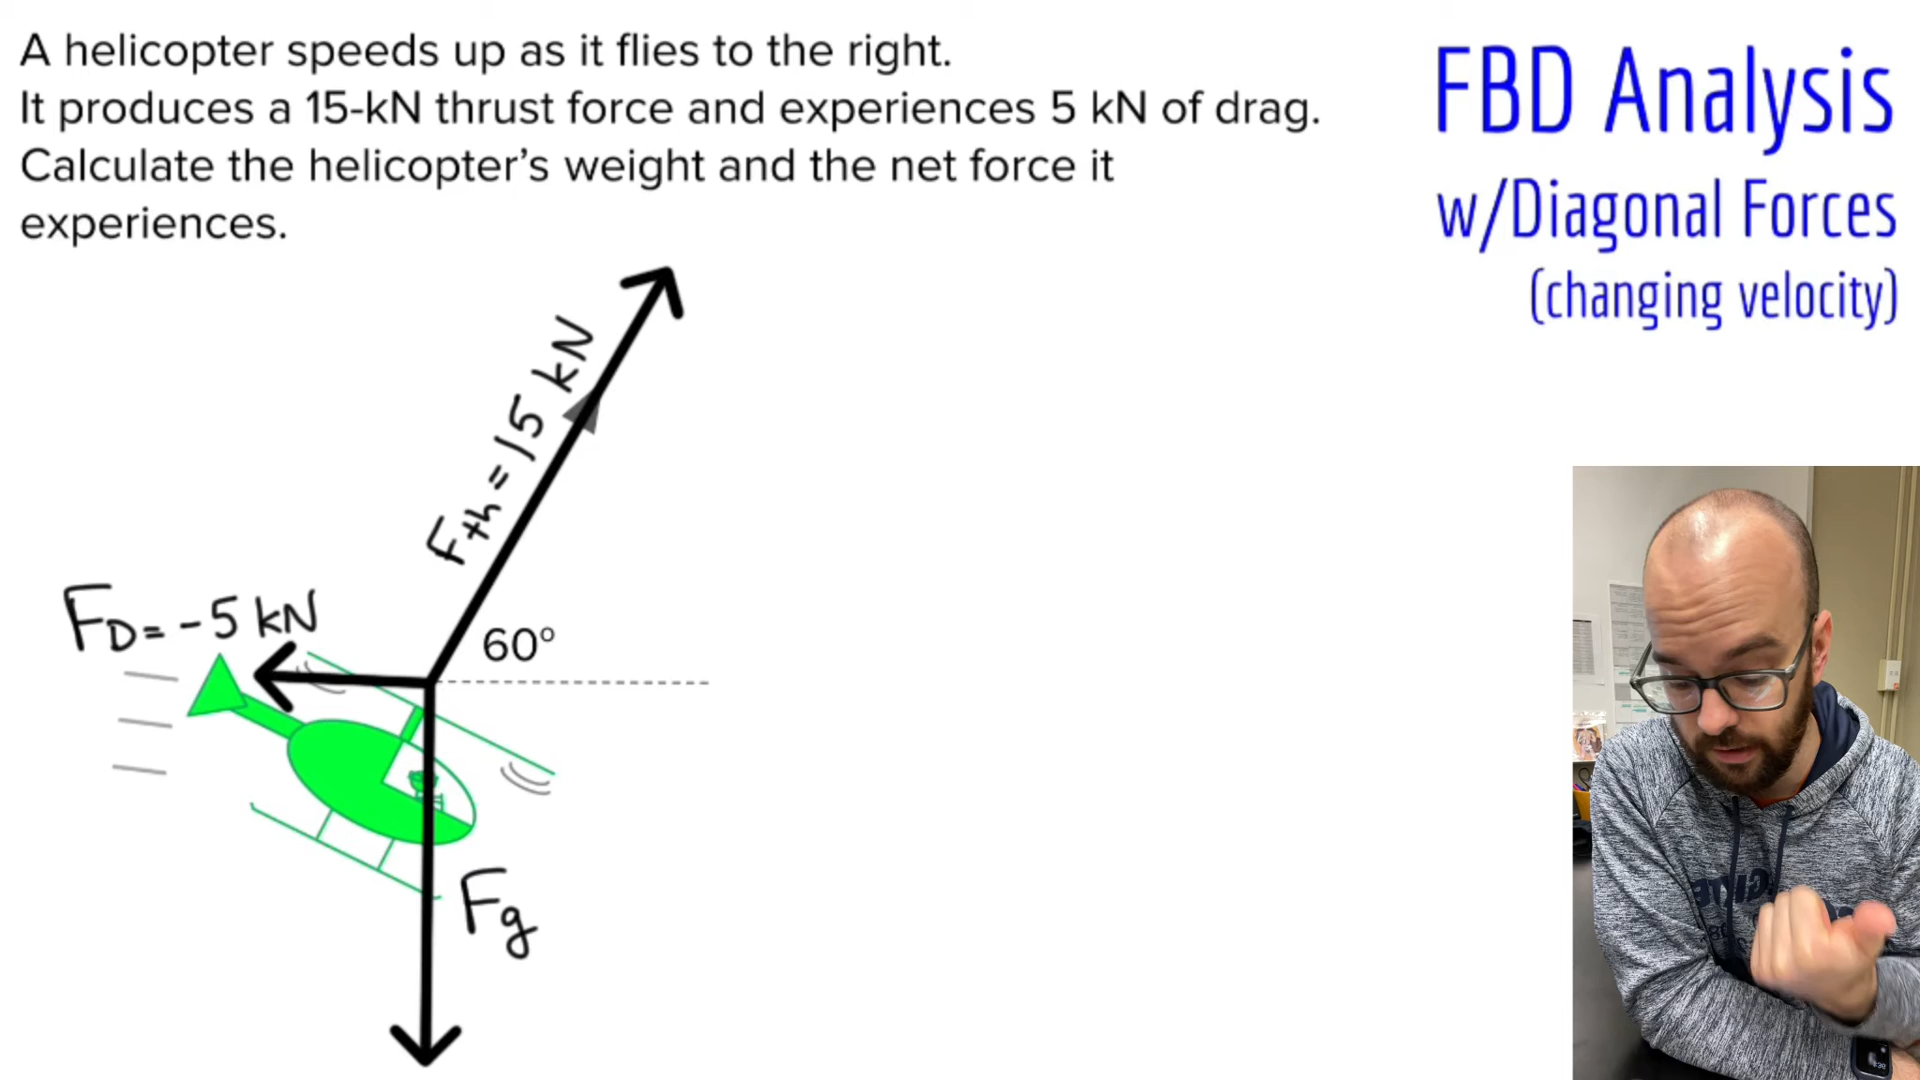 A helicopter speeds up as it flies to the right.
It produces a 15-kN thrust force and experiences 5 kN of drag.
Calculate the helicopter's weight and the net force it
experiences.
FBD Analysis
w/Diagonal Forces
(changing velocity)
Fth = 15 kN
FD = -5 kN
60°
Fg